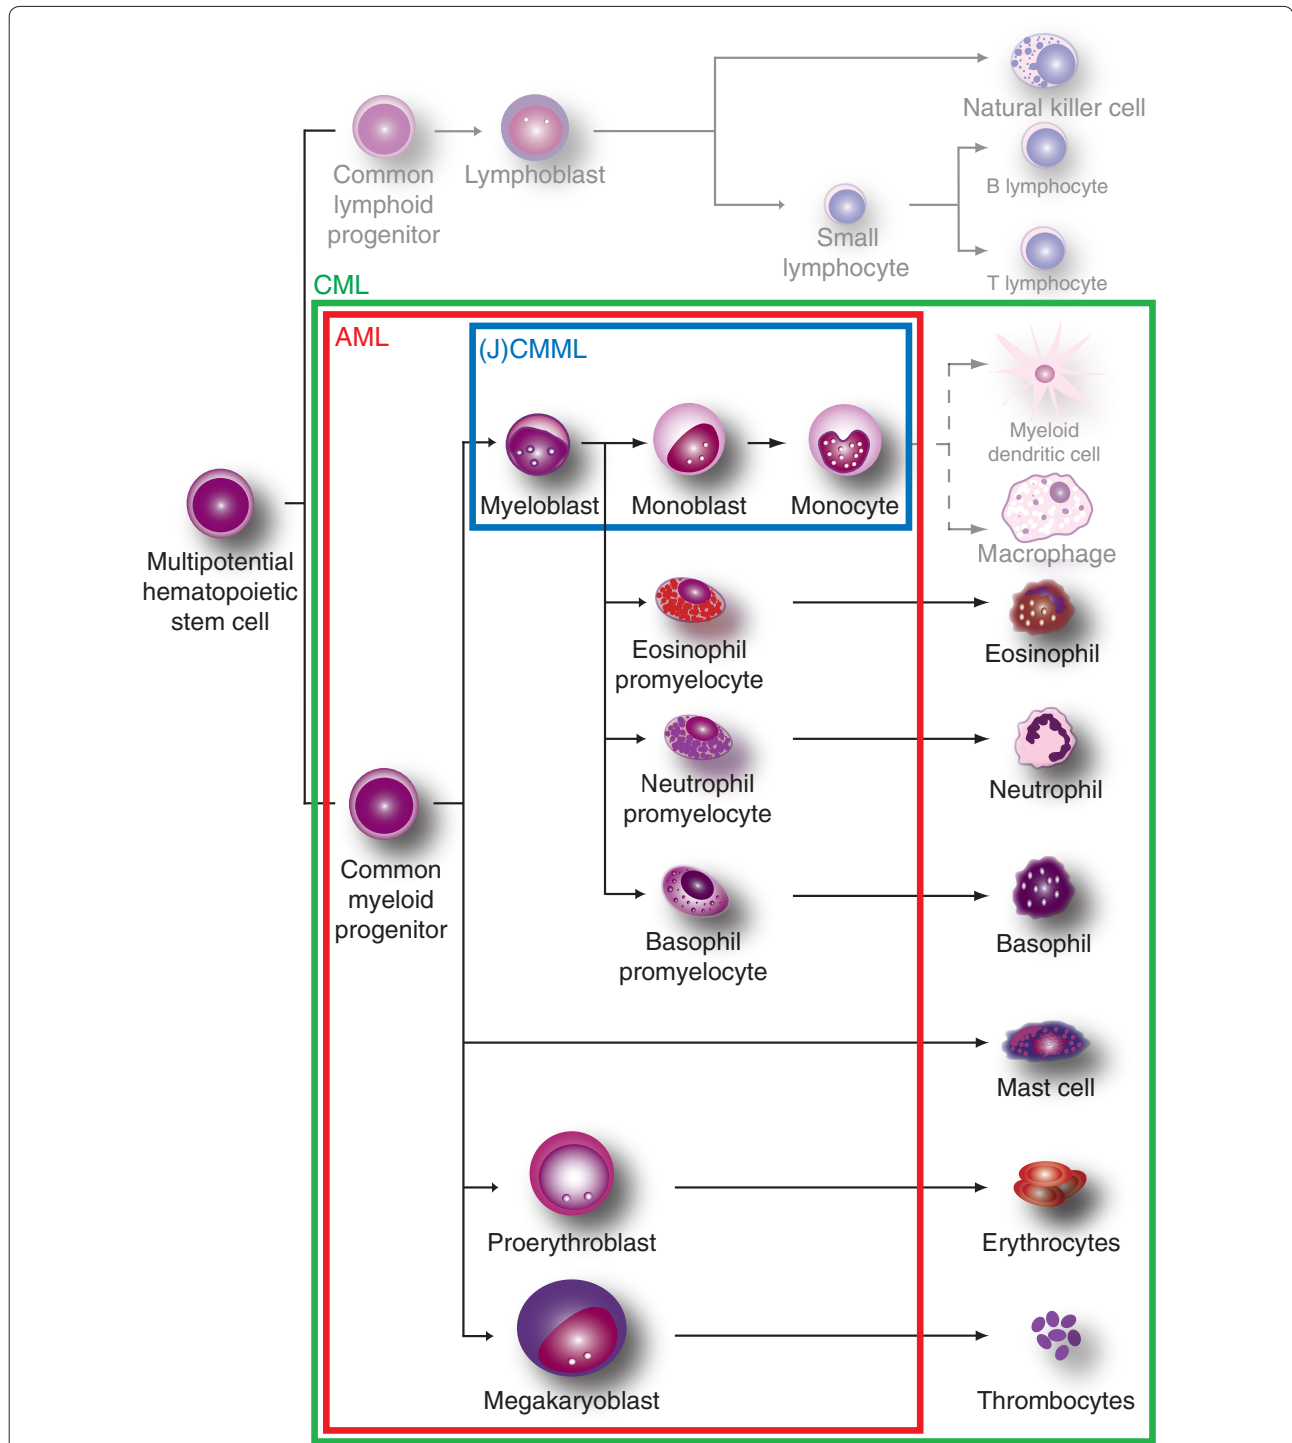 Natural killer cell
Common
lymphoid
progenitor
Lymphoblast
B lymphocyte
Small
lymphocyte
T lymphocyte
CML
AML
(J)CMML
Myeloid
dendritic cell
Myeloblast
Monoblast
Monocyte
Macrophage
Multipotential
hematopoietic
stem cell
Eosinophil
promyelocyte
Eosinophil
Neutrophil
promyelocyte
Neutrophil
Common
myeloid
progenitor
Basophil
promyelocyte
Basophil
Mast cell
Proerythroblast
Erythrocytes
Megakaryoblast
Thrombocytes